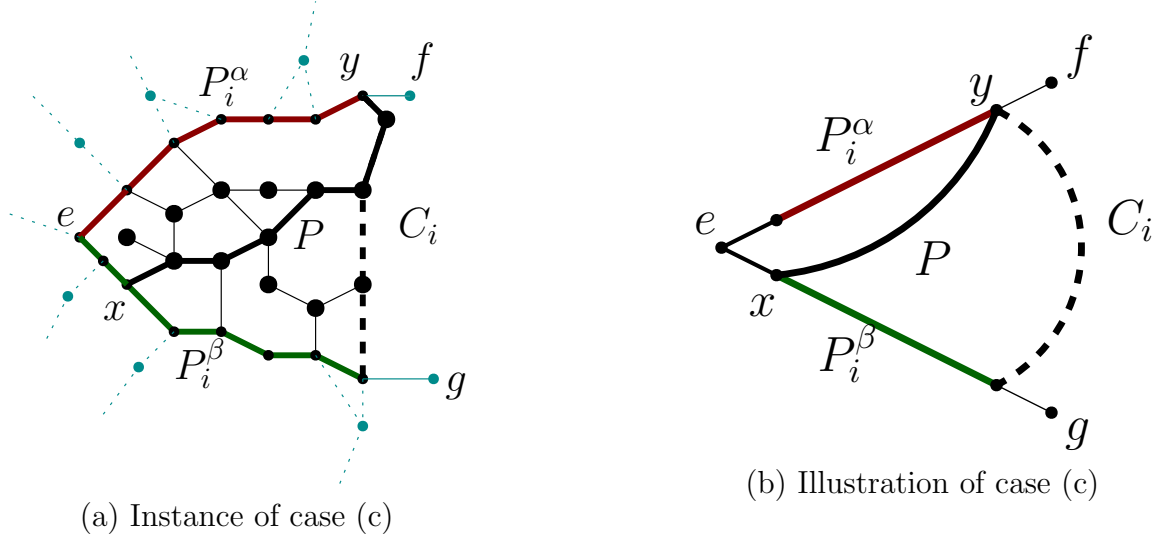 y f
P_i^α
e
P C_i
x
P_i^β
g
(a) Instance of case (c)
f
y
P_i^α
e
C_i
P
x
P_i^β
g
(b) Illustration of case (c)